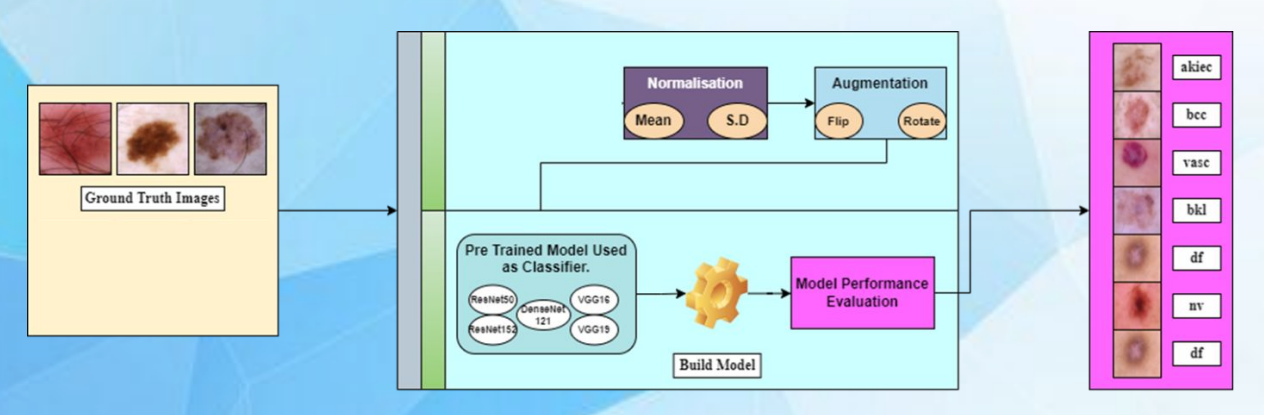 Ground Truth Images
Normalisation
Mean
S.D
Augmentation
Flip
Rotate
Pre Trained Model Used
as Classifier.
ResNet50
ResNet152
DenseNet
121
VGG16
VGG19
Build Model
Model Performance
Evaluation
akiec
bcc
vasc
bkl
df
nv
df